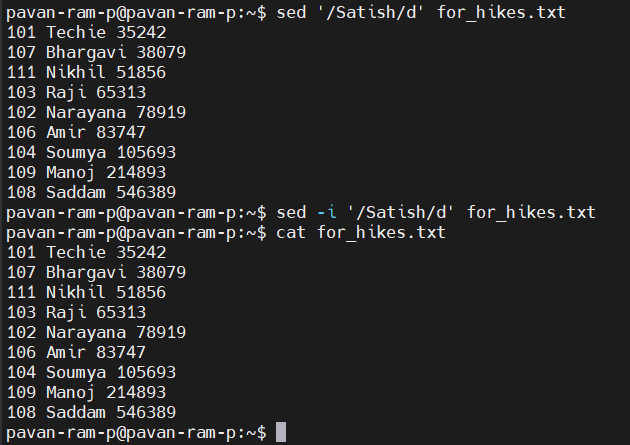 pavan-ram-p@pavan-ram-p:~$ sed '/Satish/d' for_hikes.txt
101 Techie 35242
107 Bhargavi 38079
111 Nikhil 51856
103 Raji 65313
102 Narayana 78919
106 Amir 83747
104 Soumya 105693
109 Manoj 214893
108 Saddam 546389
pavan-ram-p@pavan-ram-p:~$ sed -i '/Satish/d' for_hikes.txt
pavan-ram-p@pavan-ram-p:~$ cat for_hikes.txt
101 Techie 35242
107 Bhargavi 38079
111 Nikhil 51856
103 Raji 65313
102 Narayana 78919
106 Amir 83747
104 Soumya 105693
109 Manoj 214893
108 Saddam 546389
pavan-ram-p@pavan-ram-p:~$